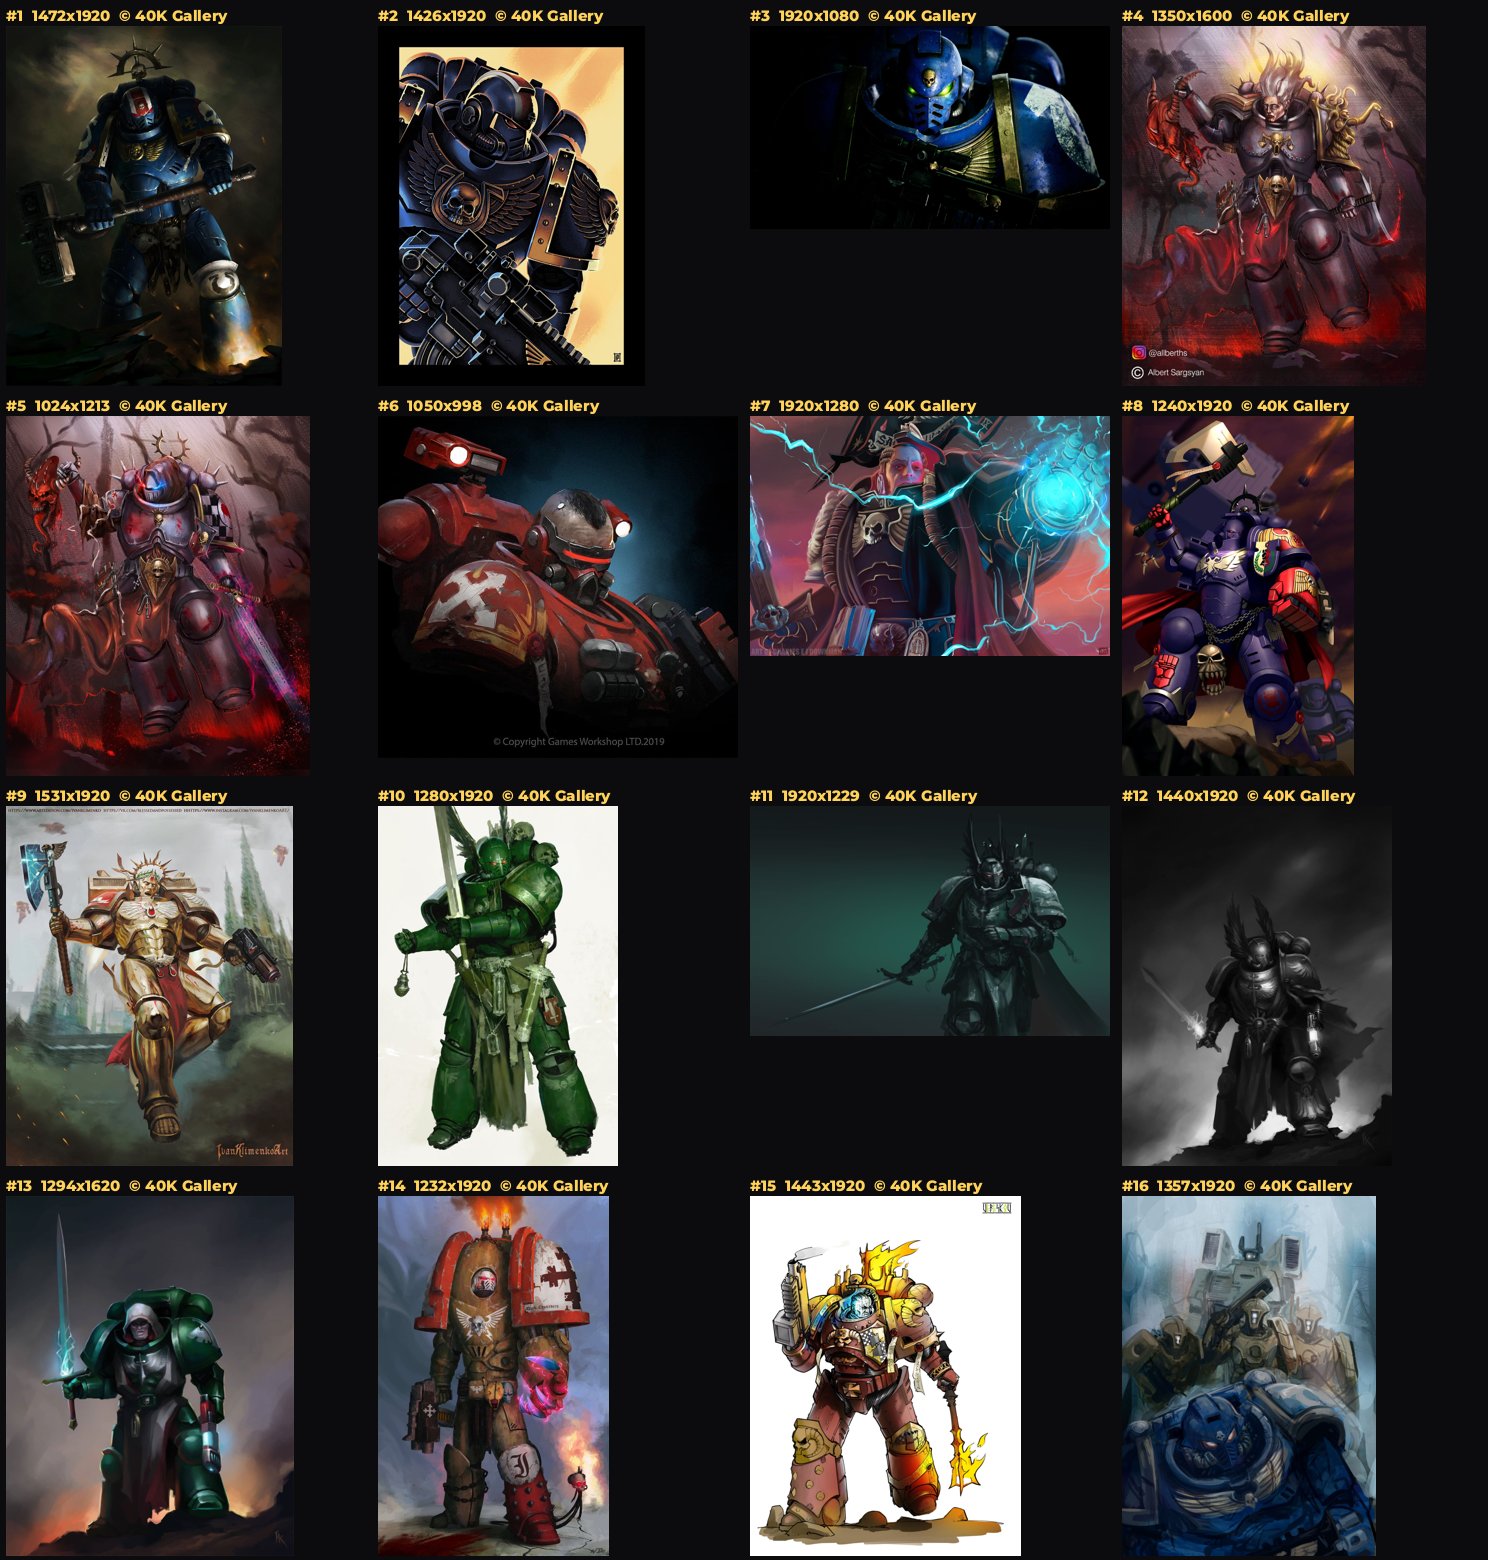 #1 1472x1920 © 40K Gallery
#2 1426x1920 © 40K Gallery
#3 1920x1080 © 40K Gallery
#4 1350x1600 © 40K Gallery
@allberths
© Albert Sargsyan
#5 1024x1213 © 40K Gallery
#6 1050x998 © 40K Gallery
#7 1920x1280 © 40K Gallery
#8 1240x1920 © 40K Gallery
© Copyright Games Workshop LTD.2019
#9 1531x1920 © 40K Gallery
#10 1280x1920 © 40K Gallery
#11 1920x1229 © 40K Gallery
#12 1440x1920 © 40K Gallery
IvanKlimenkoArt
#13 1294x1620 © 40K Gallery
#14 1232x1920 © 40K Gallery
#15 1443x1920 © 40K Gallery
#16 1357x1920 © 40K Gallery